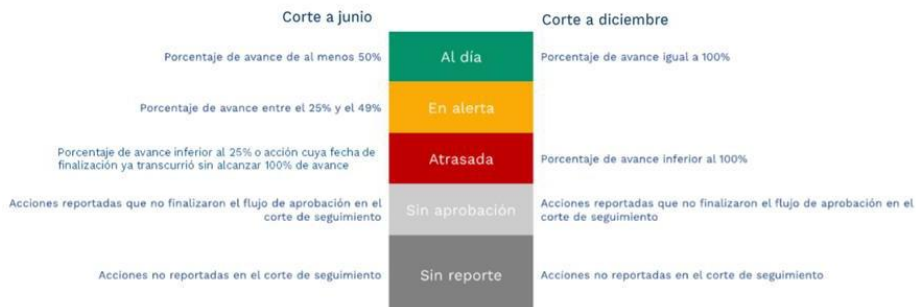 Corte a junio
Corte a diciembre
Porcentaje de avance de al menos 50%
Al día
Porcentaje de avance igual a 100%
Porcentaje de avance entre el 25% y el 49%
En alerta
Porcentaje de avance inferior al 25% o acción cuya fecha de
finalización ya transcurrió sin alcanzar 100% de avance
Atrasada
Porcentaje de avance inferior al 100%
Acciones reportadas que no finalizaron el flujo de aprobación en el
corte de seguimiento
Sin aprobación
Acciones reportadas que no finalizaron el flujo de aprobación en el
corte de seguimiento
Acciones no reportadas en el corte de seguimiento
Sin reporte
Acciones no reportadas en el corte de seguimiento